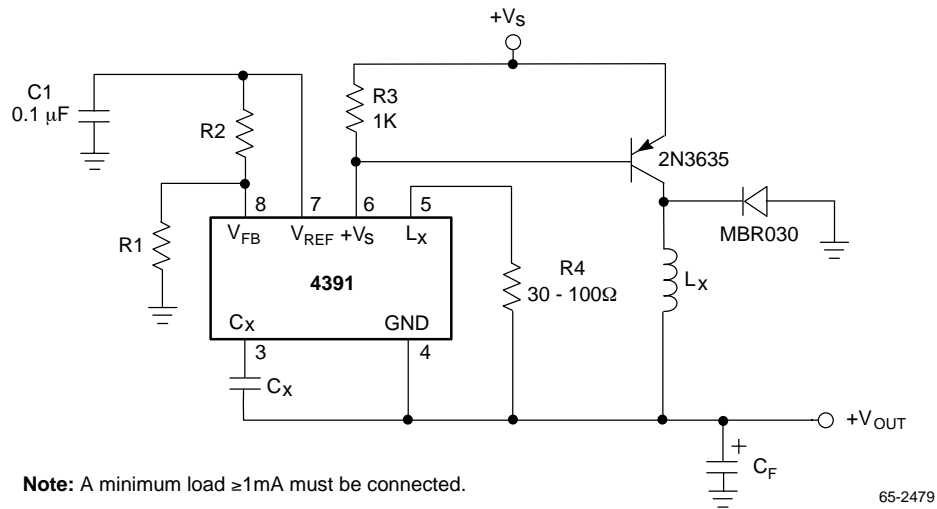 +VS
C1
0.1 μF
R2
R3
1K
2N3635
8 7 6 5
R1
VFB VREF +VS LX
MBR030
4391
R4
30 - 100Ω
LX
CX GND
3 4
CX
+VOUT
+
CF
Note: A minimum load ≥1mA must be connected.
65-2479